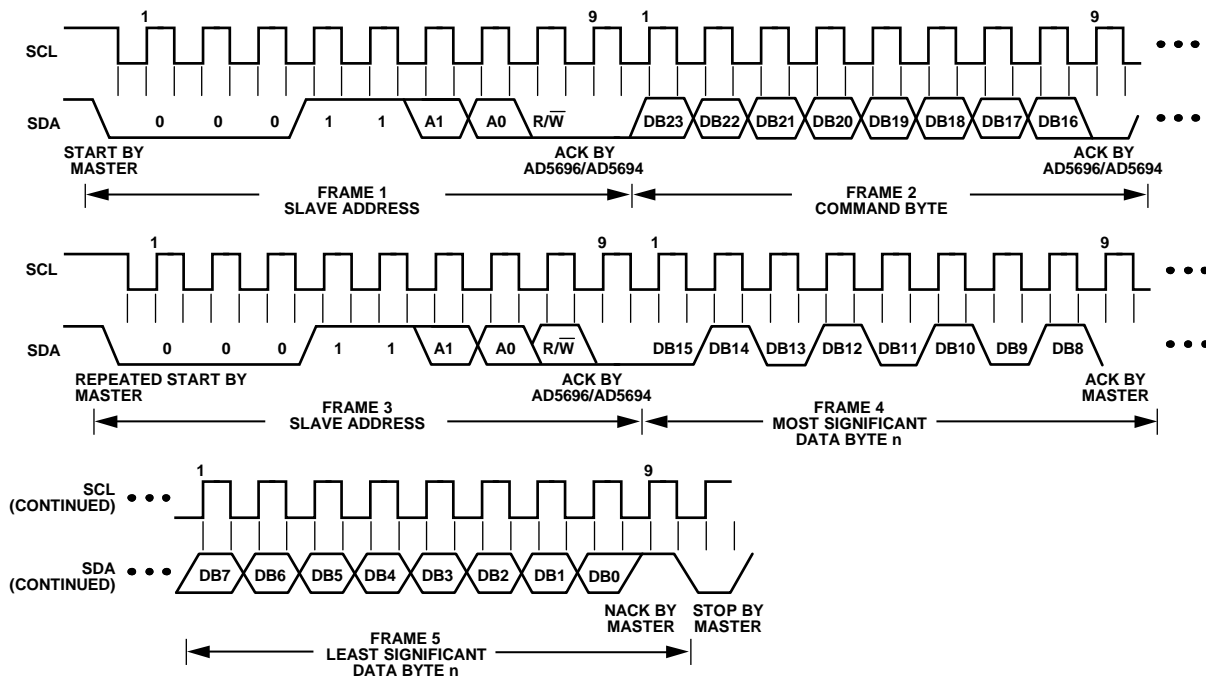 1 9 1 9
SCL
SDA 0 0 0 1 1 A1 A0 R/W DB23 DB22 DB21 DB20 DB19 DB18 DB17 DB16
START BY
MASTER
ACK BY
AD5696/AD5694
ACK BY
AD5696/AD5694
FRAME 1
SLAVE ADDRESS
FRAME 2
COMMAND BYTE
1 9 1 9
SCL
SDA 0 0 0 1 1 A1 A0 R/W DB15 DB14 DB13 DB12 DB11 DB10 DB9 DB8
REPEATED START BY
MASTER
ACK BY
AD5696/AD5694
ACK BY
MASTER
FRAME 3
SLAVE ADDRESS
FRAME 4
MOST SIGNIFICANT
DATA BYTE n
1 9
SCL
(CONTINUED)
SDA
(CONTINUED)
DB7 DB6 DB5 DB4 DB3 DB2 DB1 DB0
NACK BY
MASTER
STOP BY
MASTER
FRAME 5
LEAST SIGNIFICANT
DATA BYTE n